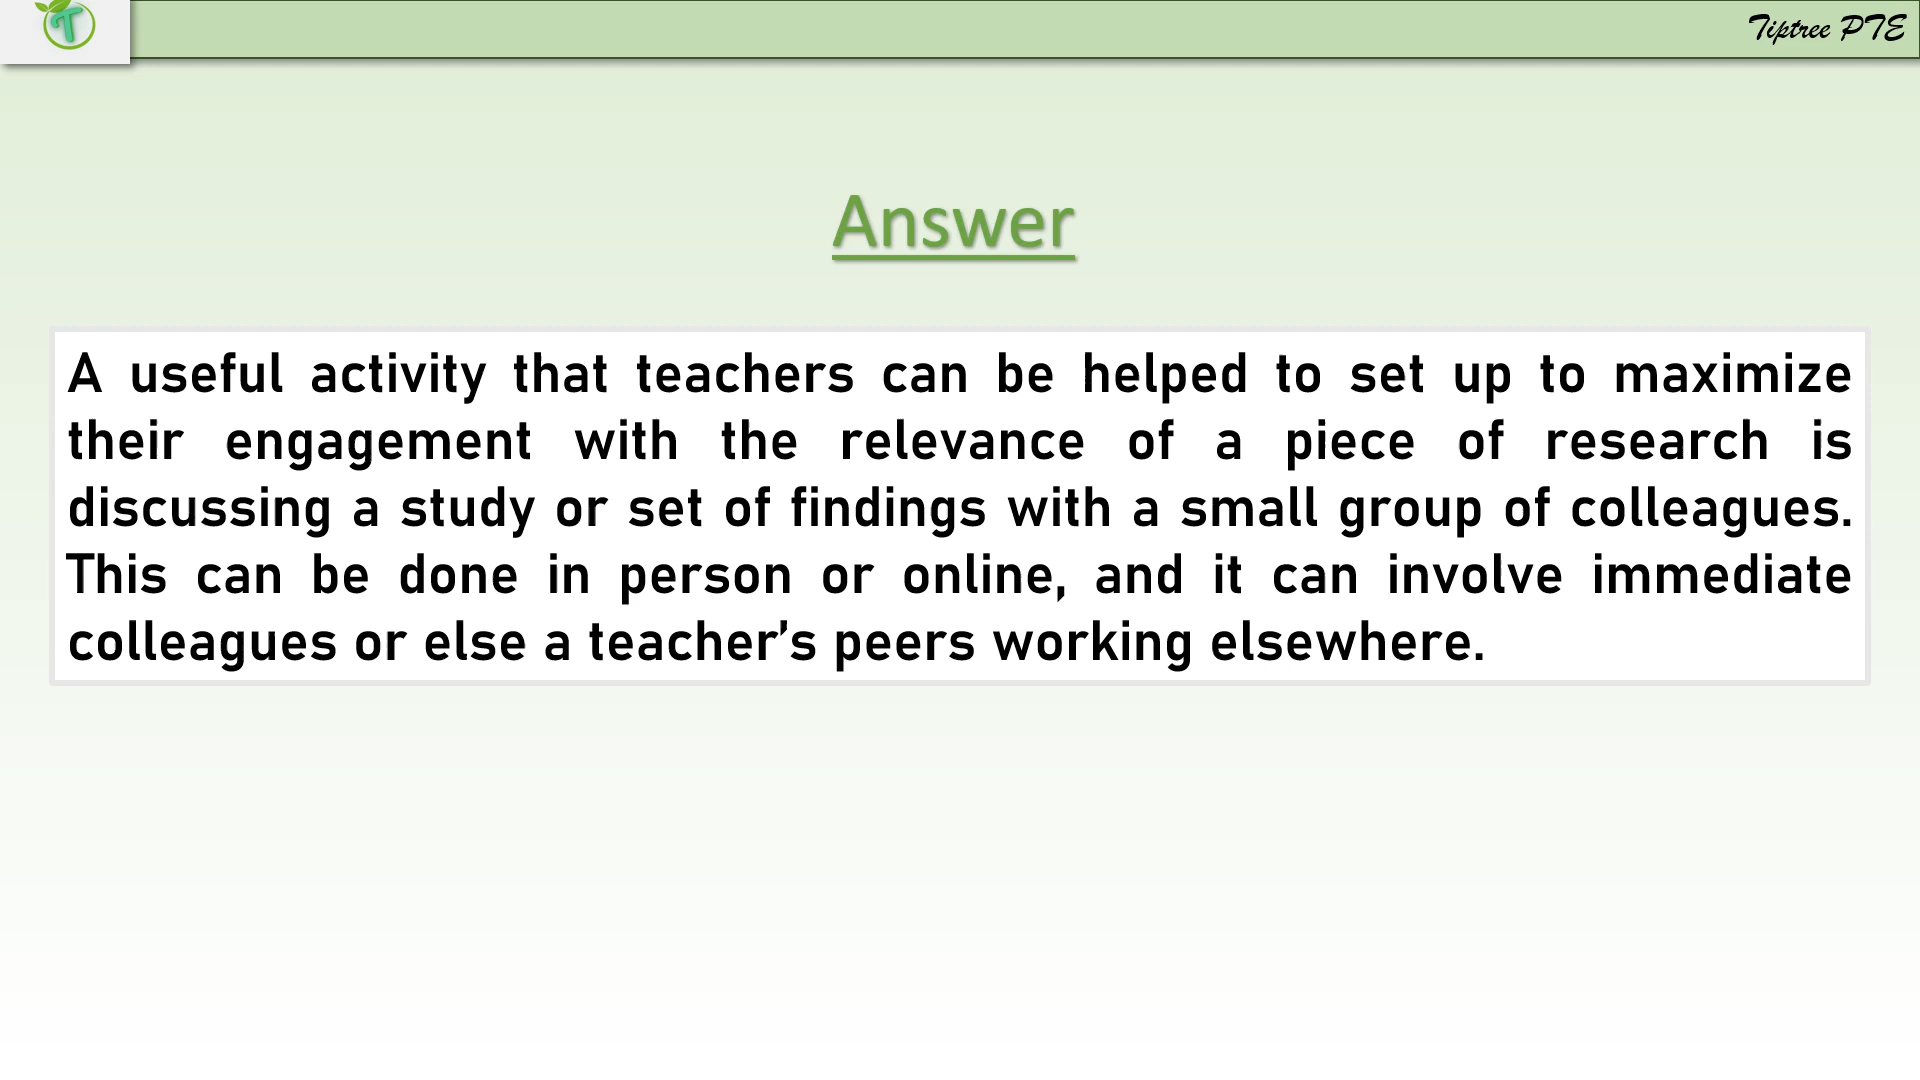 T
Tiptree PTE
Answer
A useful activity that teachers can be helped to set up to maximize
their engagement with the relevance of a piece of research is
discussing a study or set of findings with a small group of colleagues.
This can be done in person or online, and it can involve immediate
colleagues or else a teacher’s peers working elsewhere.